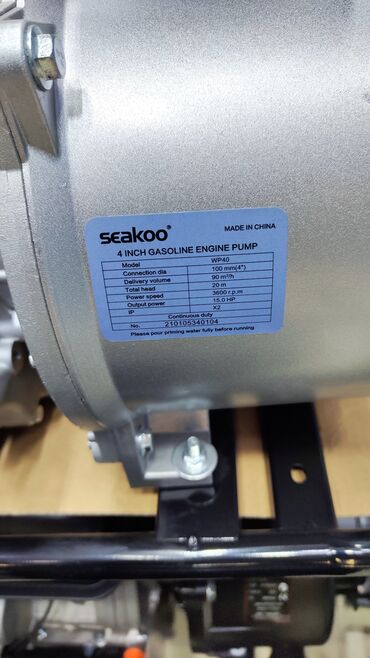 seakoo®
MADE IN CHINA
4 INCH GASOLINE ENGINE PUMP
Model WP40
Connection dia 100 mm(4")
Delivery volume 90 m³/h
Total head 20 m
Power speed 3600 r.p.m
Output power 15.0 HP
IP X2
Continuous duty
No. 210105340104
Please pour priming water fully before running